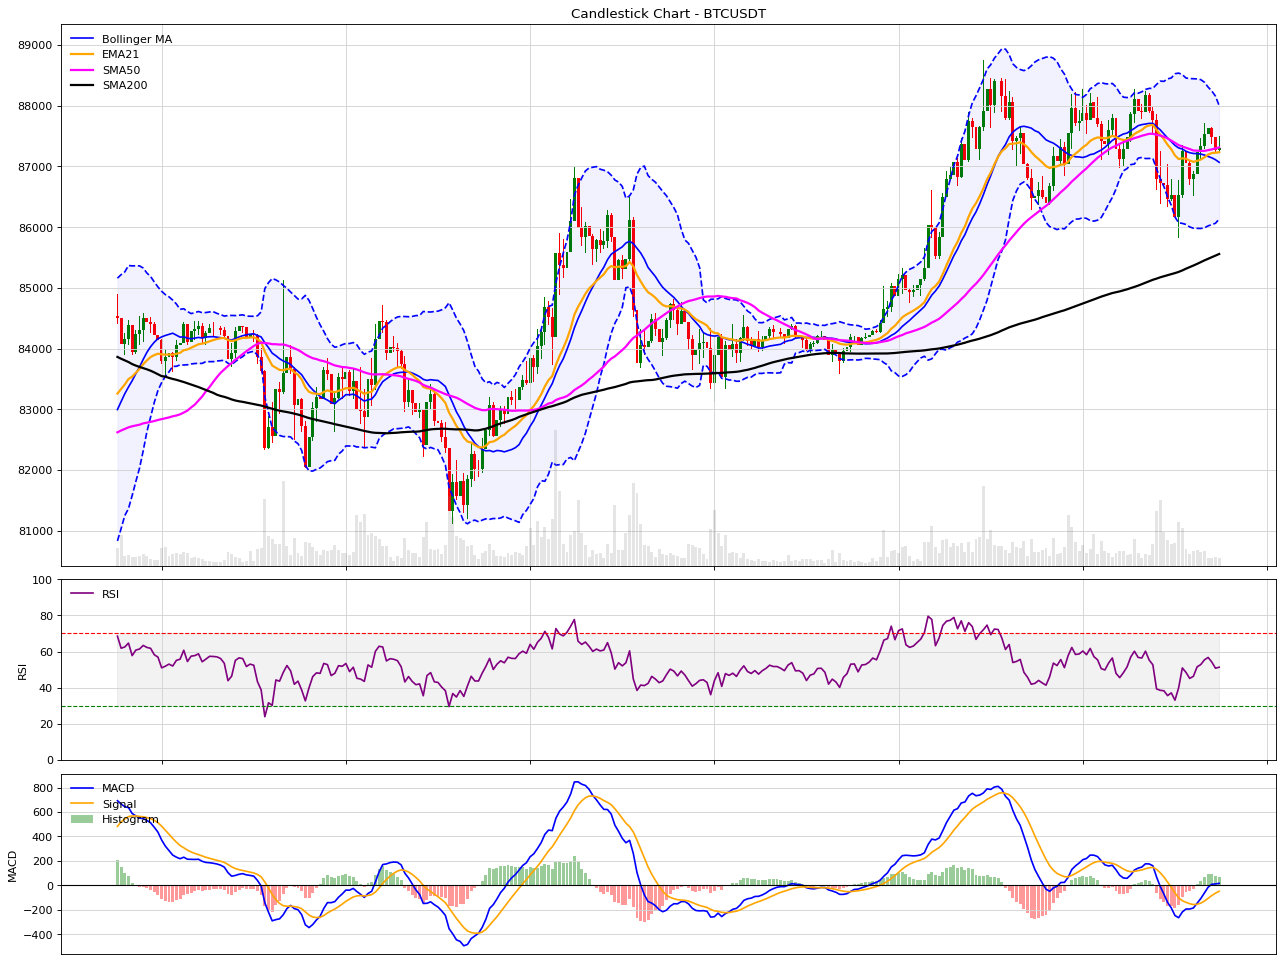 Candlestick Chart - BTCUSDT
Bollinger MA
EMA21
SMA50
SMA200
89000
88000
87000
86000
85000
84000
83000
82000
81000
RSI
100
80
60
40
20
0
RSI
MACD
Signal
Histogram
800
600
400
200
0
−200
−400
MACD